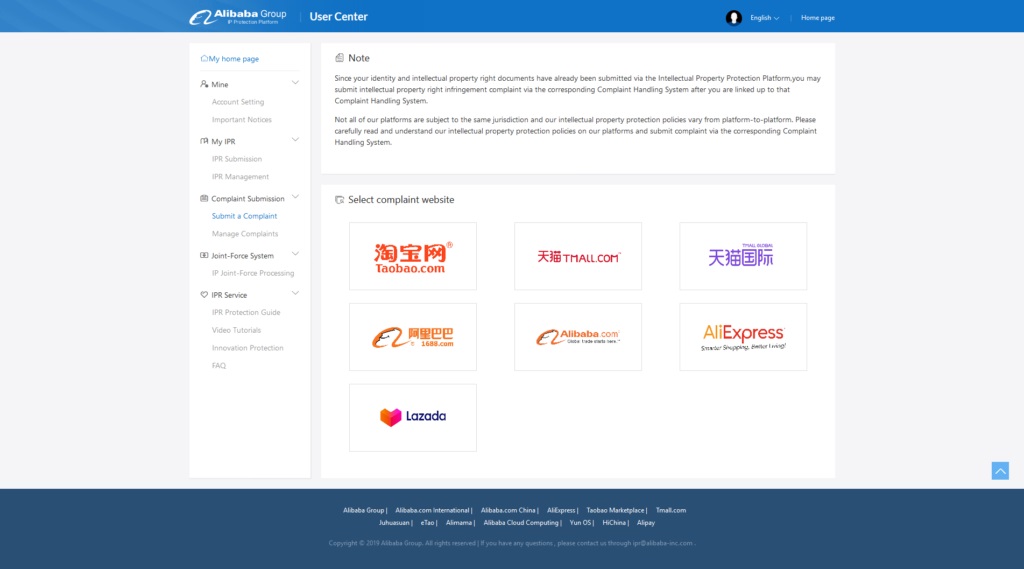 Alibaba Group
IP Protection Platform
User Center
English
Home page
My home page
Mine
Account Setting
Important Notices
My IPR
IPR Submission
IPR Management
Complaint Submission
Submit a Complaint
Manage Complaints
Joint-Force System
IP Joint-Force Processing
IPR Service
IPR Protection Guide
Video Tutorials
Innovation Protection
FAQ
Note
Since your identity and intellectual property right documents have already been submitted via the Intellectual Property Protection Platform,you may
submit intellectual property right infringement complaint via the corresponding Complaint Handling System after you are linked up to that
Complaint Handling System.
Not all of our platforms are subject to the same jurisdiction and our intellectual property protection policies vary from platform-to-platform. Please
carefully read and understand our intellectual property protection policies on our platforms and submit complaint via the corresponding Complaint
Handling System.
Select complaint website
淘宝网®
Taobao.com
天猫 TMALL.COM
TMALL GLOBAL
天猫国际
阿里巴巴
1688.com
Alibaba.com
Global trade starts here.™
AliExpress
Smarter Shopping, Better Living!
Lazada
Alibaba Group | Alibaba.com International | Alibaba.com China | AliExpress | Taobao Marketplace | Tmall.com
Juhuasuan | eTao | Alimama | Alibaba Cloud Computing | Yun OS | HiChina | Alipay
Copyright © 2019 Alibaba Group. All rights reserved | If you have any questions , please contact us through ipr@alibaba-inc.com .